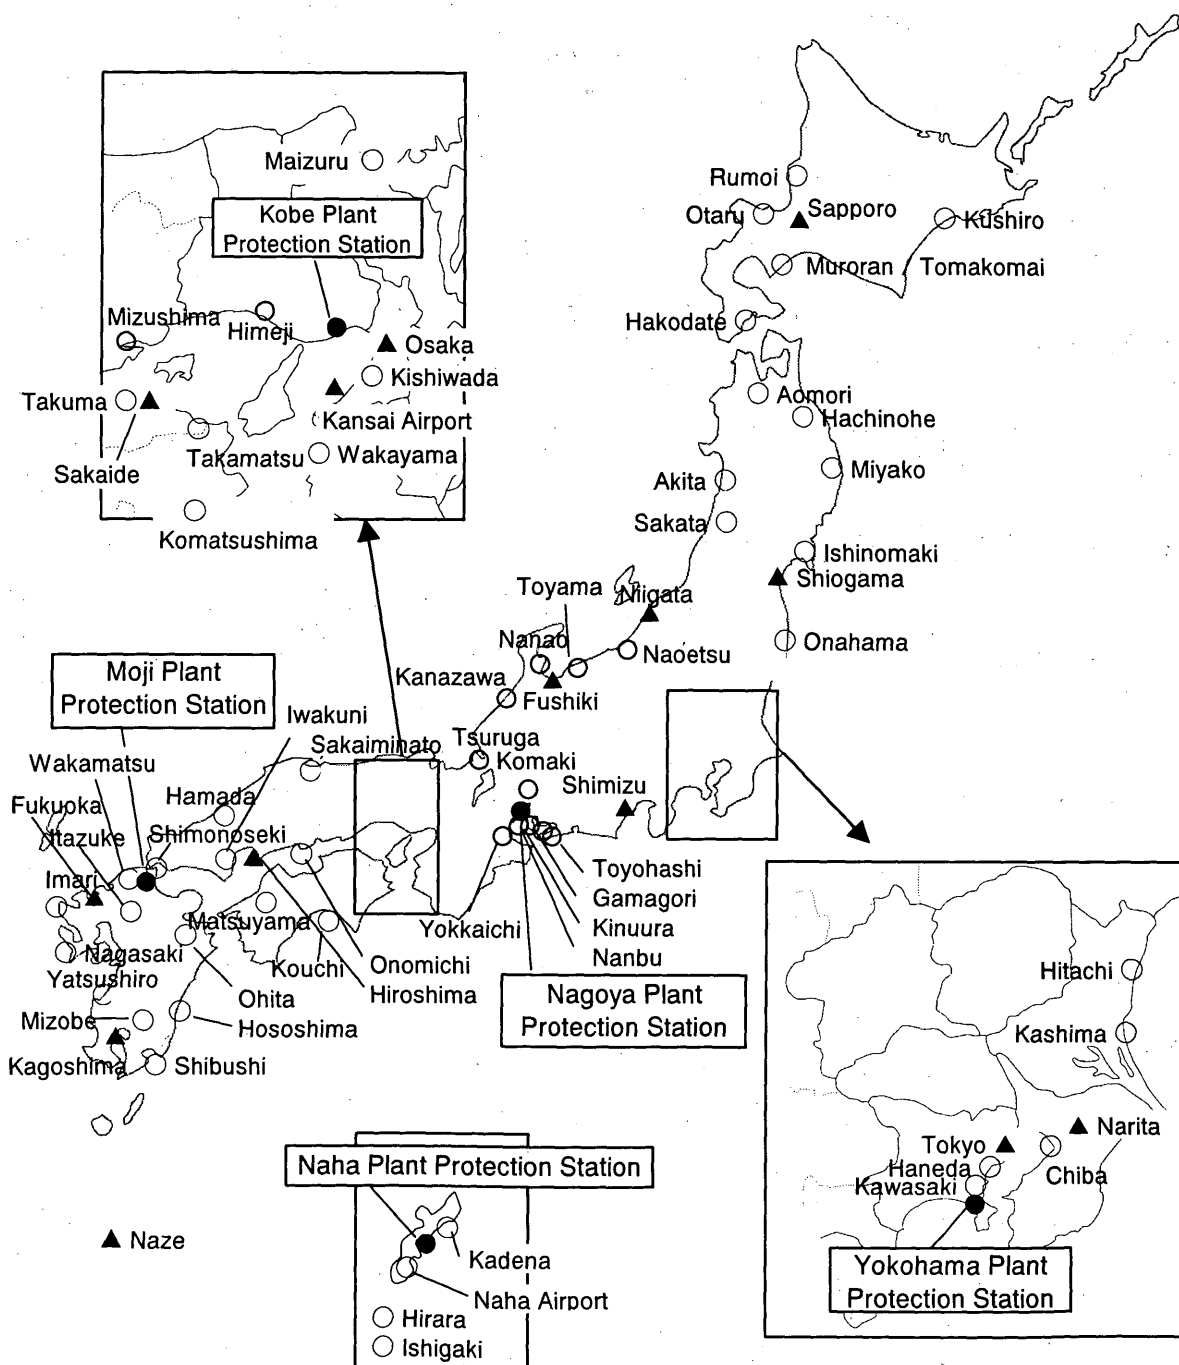 Maizuru
Kobe Plant
Protection Station
Mizushima
Himeji
Osaka
Kishiwada
Takuma
Kansai Airport
Takamatsu
Wakayama
Sakaide
Komatsushima
Rumoi
Otaru
Sapporo
Kushiro
Muroran
Tomakomai
Hakodate
Aomori
Hachinohe
Akita
Miyako
Sakata
Ishinomaki
Shiogama
Toyama
Niigata
Onahama
Nanao
Naoetsu
Kanazawa
Fushiki
Moji Plant
Protection Station
Iwakuni
Sakaiminato
Tsuruga
Komaki
Wakamatsu
Shimizu
Fukuoka
Hamada
Itazuke
Shimonoseki
Imari
Toyohashi
Gamagori
Matsuyama
Yokkaichi
Kinuura
Nanbu
Nagasaki
Kouchi
Onomichi
Yatsushiro
Hiroshima
Ohita
Nagoya Plant
Protection Station
Mizobe
Hososhima
Kagoshima
Shibushi
Hitachi
Kashima
Narita
Tokyo
Haneda
Chiba
Kawasaki
Naha Plant Protection Station
Naze
Kadena
Naha Airport
Hirara
Ishigaki
Yokohama Plant
Protection Station